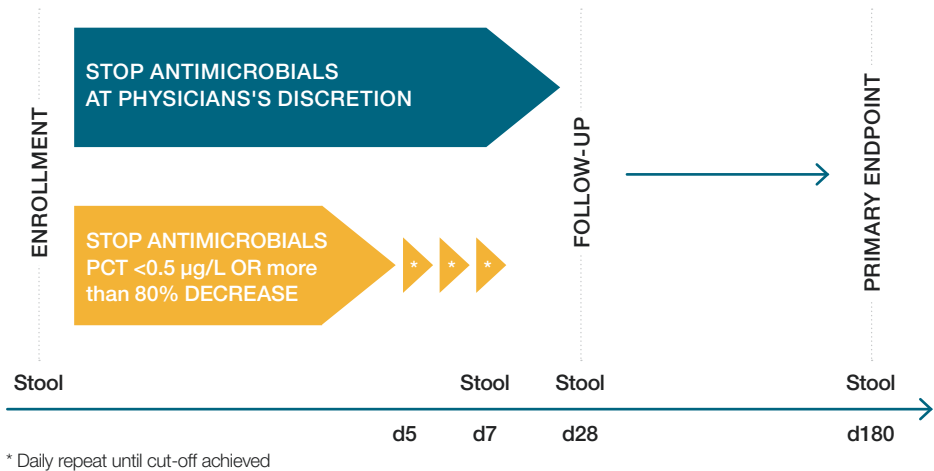 ENROLLMENT
STOP ANTIMICROBIALS
AT PHYSICIANS'S DISCRETION
STOP ANTIMICROBIALS
PCT <0.5 µg/L OR more
than 80% DECREASE
* * *
FOLLOW-UP
PRIMARY ENDPOINT
Stool Stool Stool Stool
d5 d7 d28 d180
* Daily repeat until cut-off achieved